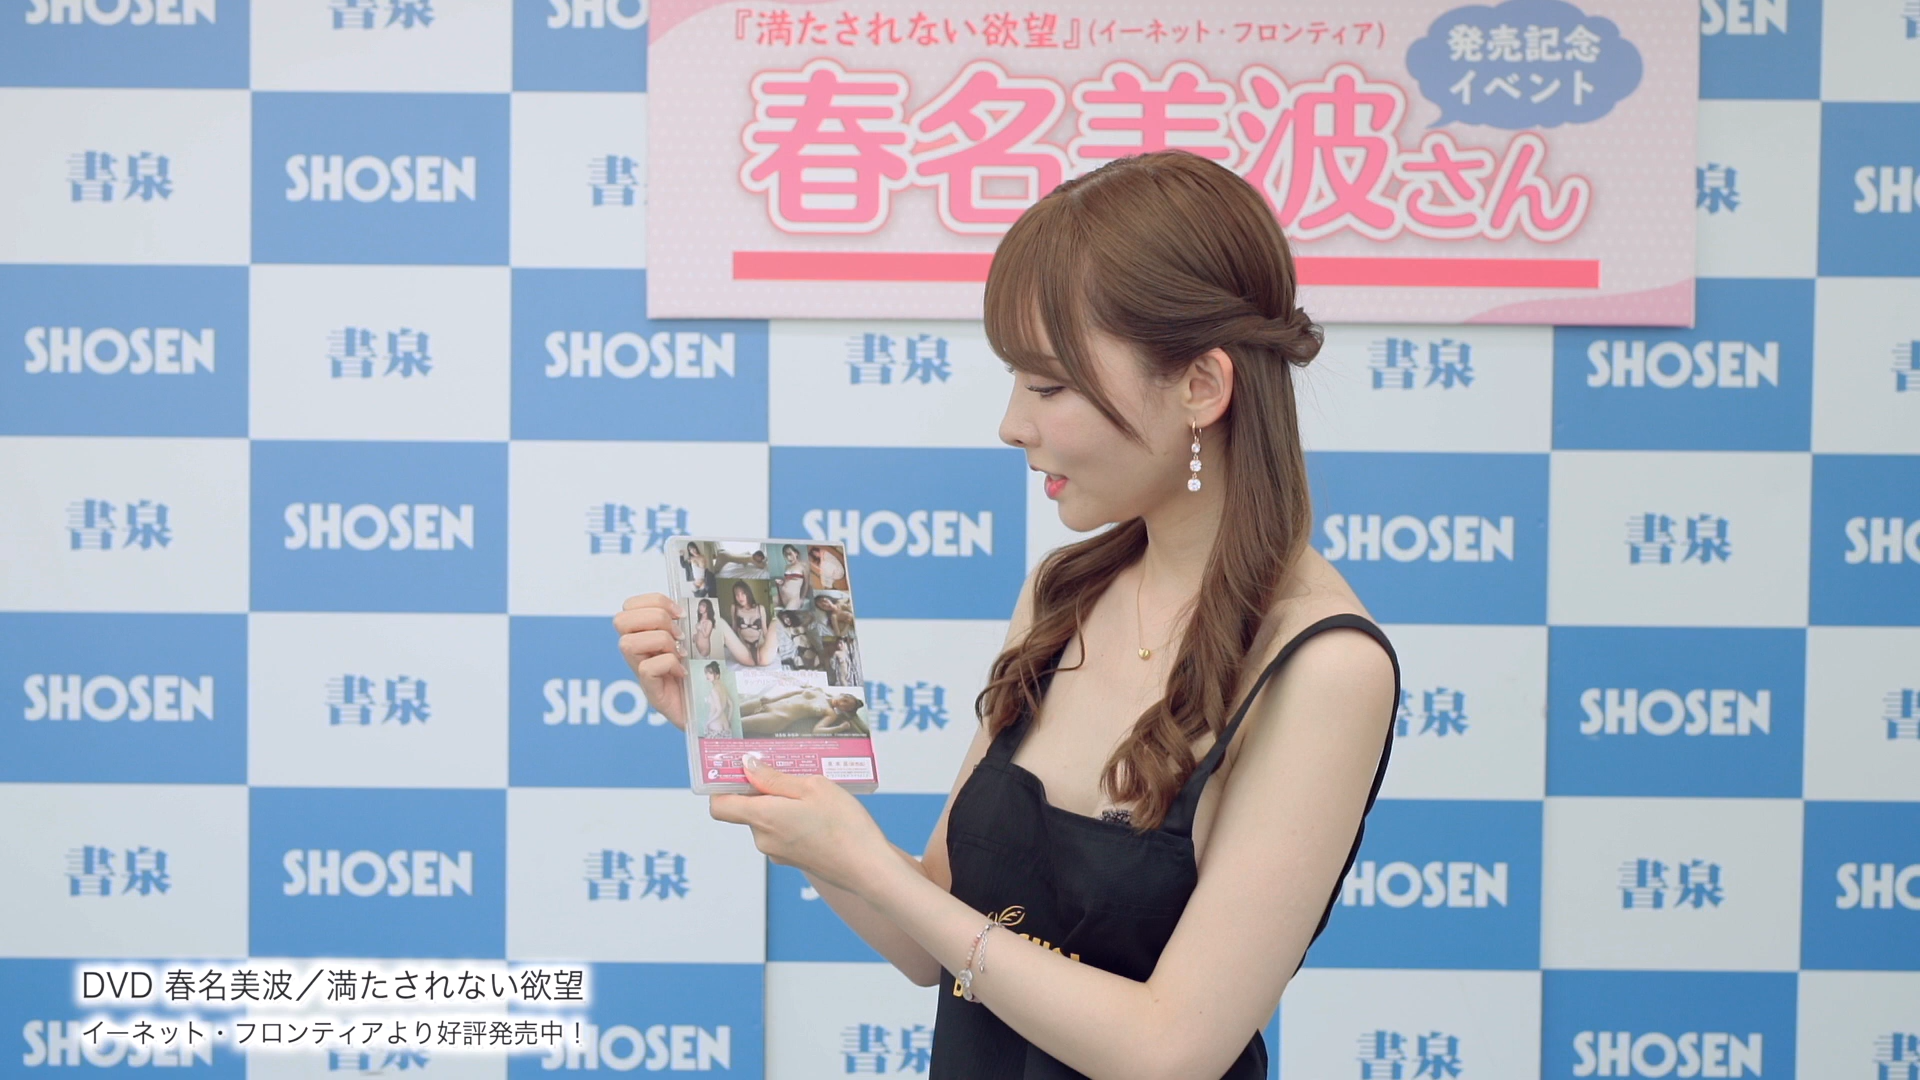 『満たされない欲望』(イーネット・フロンティア)
発売記念
イベント
春名美波さん
SHOSEN
書泉
DVD 春名美波／満たされない欲望
イーネット・フロンティアより好評発売中！